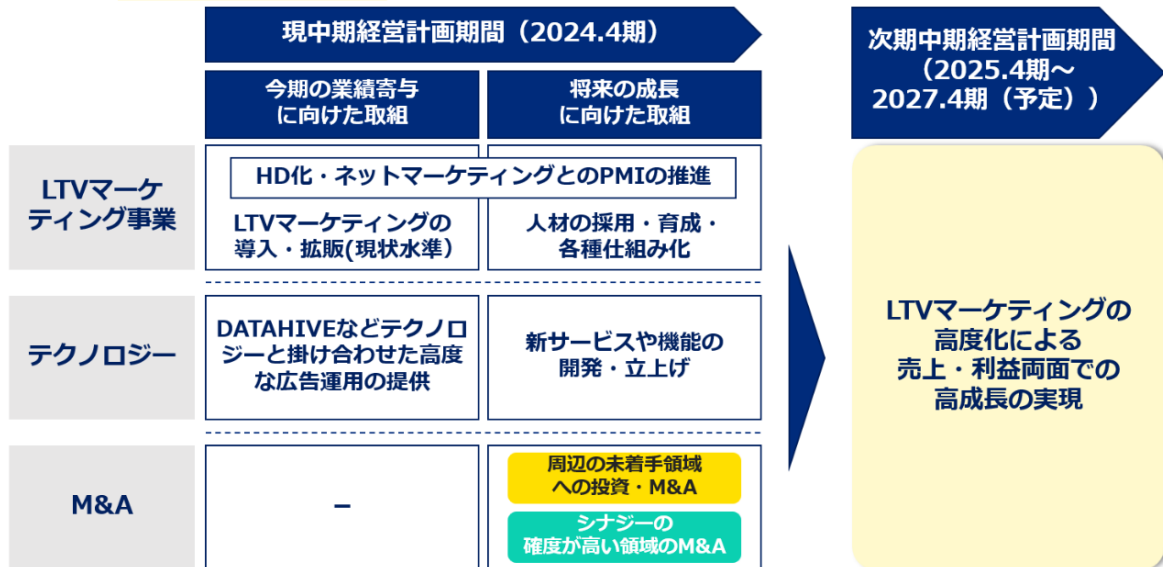 現中期経営計画期間（2024.4期）
次期中期経営計画期間
（2025.4期～
2027.4期（予定））
今期の業績寄与
に向けた取組
将来の成長
に向けた取組
LTVマーケ
ティング事業
HD化・ネットマーケティングとのPMIの推進
LTVマーケティングの
導入・拡販(現状水準）
人材の採用・育成・
各種仕組み化
テクノロジー
DATAHIVEなどテクノロ
ジーと掛け合わせた高度
な広告運用の提供
新サービスや機能の
開発・立上げ
M&A
－
周辺の未着手領域
への投資・M&A
シナジーの
確度が高い領域のM&A
LTVマーケティングの
高度化による
売上・利益両面での
高成長の実現